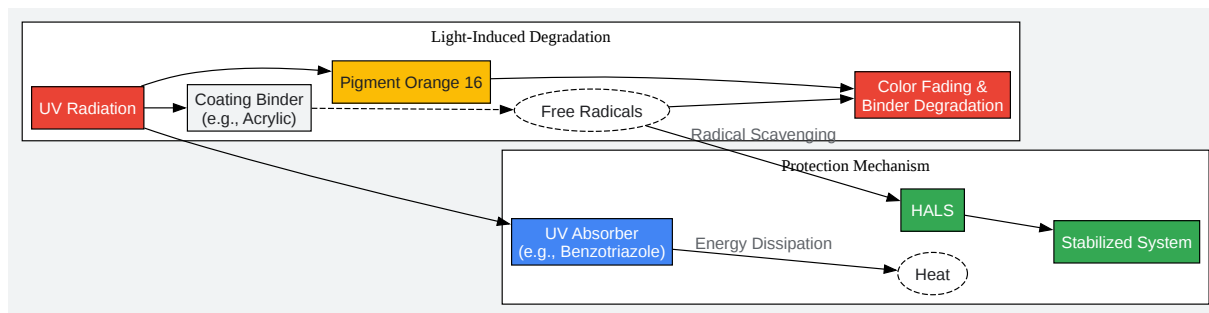 Light-Induced Degradation
UV Radiation
Coating Binder
(e.g., Acrylic)
Pigment Orange 16
Free Radicals
Color Fading &
Binder Degradation
Radical Scavenging
Protection Mechanism
UV Absorber
(e.g., Benzotriazole)
Energy Dissipation
HALS
Heat
Stabilized System